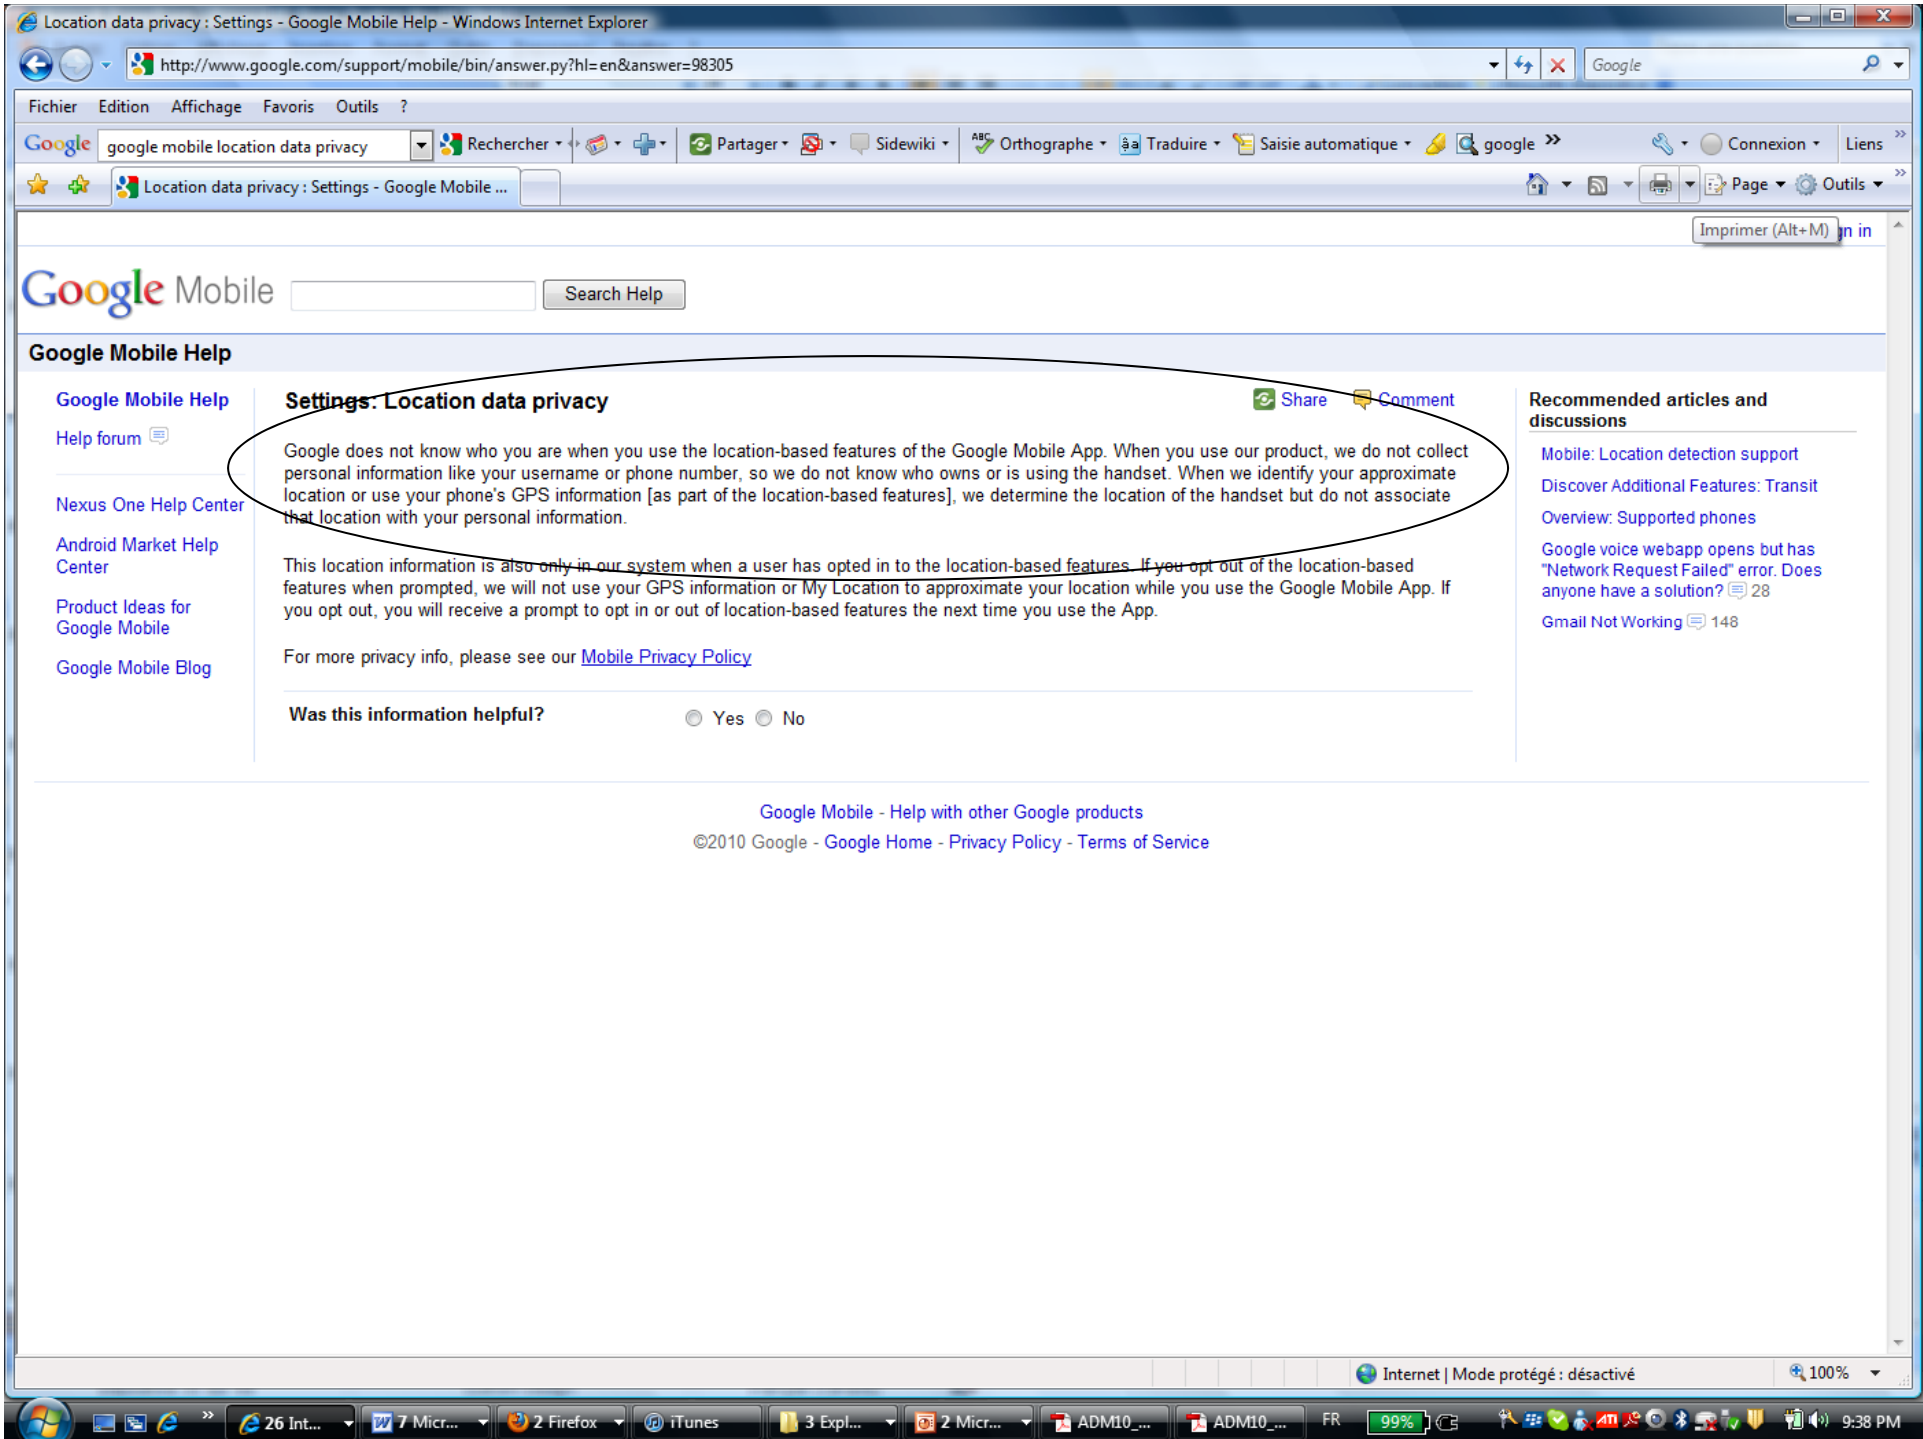 Location data privacy : Settings - Google Mobile Help - Windows Internet Explorer
http://www.google.com/support/mobile/bin/answer.py?hl=en&answer=98305
Google
Fichier Edition Affichage Favoris Outils ?
Google google mobile location data privacy Rechercher Partager Sidewiki ABC Orthographe âa Traduire Saisie automatique google » Connexion Liens »
Location data privacy : Settings - Google Mobile ... Page Outils »
Imprimer (Alt+M) gn in
Google Mobile Search Help
Google Mobile Help
Google Mobile Help
Help forum
Nexus One Help Center
Android Market Help
Center
Product Ideas for
Google Mobile
Google Mobile Blog
Settings: Location data privacy Share Comment
Google does not know who you are when you use the location-based features of the Google Mobile App. When you use our product, we do not collect
personal information like your username or phone number, so we do not know who owns or is using the handset. When we identify your approximate
location or use your phone's GPS information [as part of the location-based features], we determine the location of the handset but do not associate
that location with your personal information.
This location information is also only in our system when a user has opted in to the location-based features. If you opt out of the location-based
features when prompted, we will not use your GPS information or My Location to approximate your location while you use the Google Mobile App. If
you opt out, you will receive a prompt to opt in or out of location-based features the next time you use the App.
For more privacy info, please see our Mobile Privacy Policy
Was this information helpful? Yes No
Recommended articles and
discussions
Mobile: Location detection support
Discover Additional Features: Transit
Overview: Supported phones
Google voice webapp opens but has
"Network Request Failed" error. Does
anyone have a solution? 28
Gmail Not Working 148
Google Mobile - Help with other Google products
©2010 Google - Google Home - Privacy Policy - Terms of Service
Internet | Mode protégé : désactivé 100%
» 26 Int... 7 Micr... 2 Firefox iTunes 3 Expl... 2 Micr... ADM10_... ADM10_... FR 99% ATI 9:38 PM